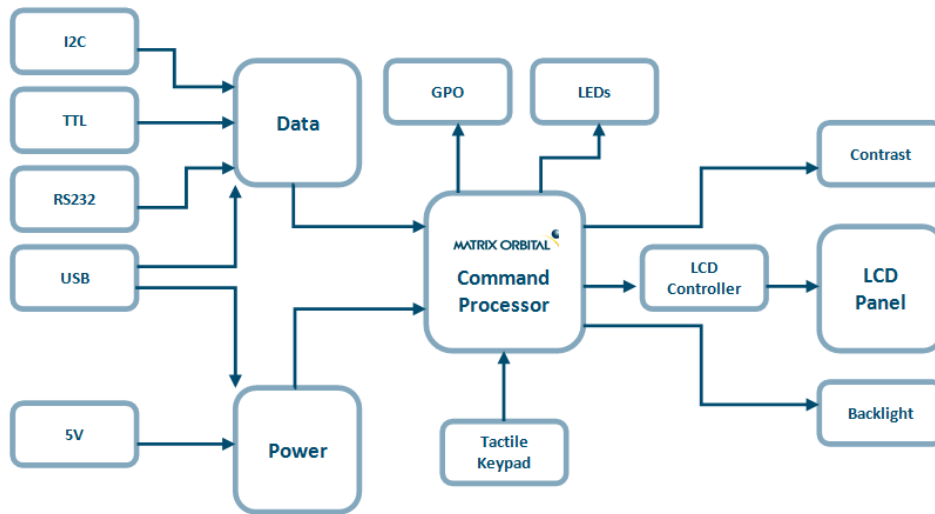 I2C
TTL
RS232
USB
5V
Data
Power
GPO
LEDs
MATRIX ORBITAL
Command
Processor
Tactile
Keypad
LCD
Controller
Contrast
LCD
Panel
Backlight